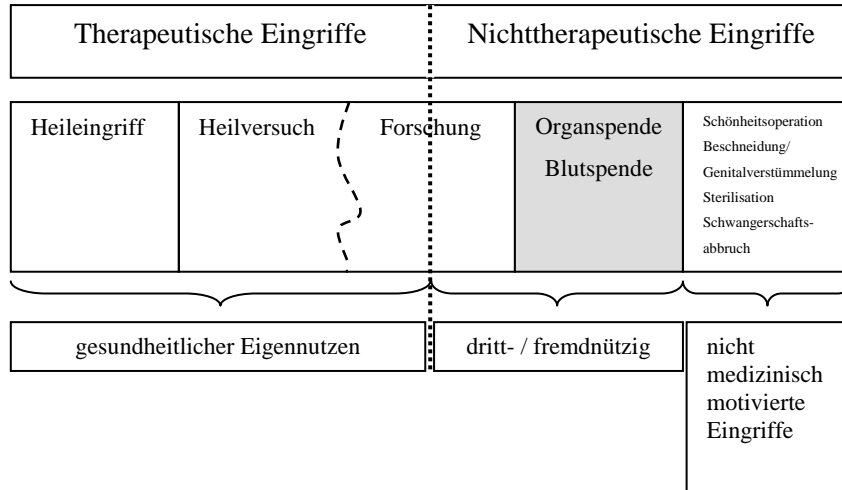 Therapeutische Eingriffe
Nichttherapeutische Eingriffe
Heileingriff
Heilversuch
Forschung
Organspende
Blutspende
Schönheitsoperation
Beschneidung/
Genitalverstümmelung
Sterilisation
Schwangerschafts-
abbruch
gesundheitlicher Eigennutzen
dritt- / fremdnützig
nicht
medizinisch
motivierte
Eingriffe